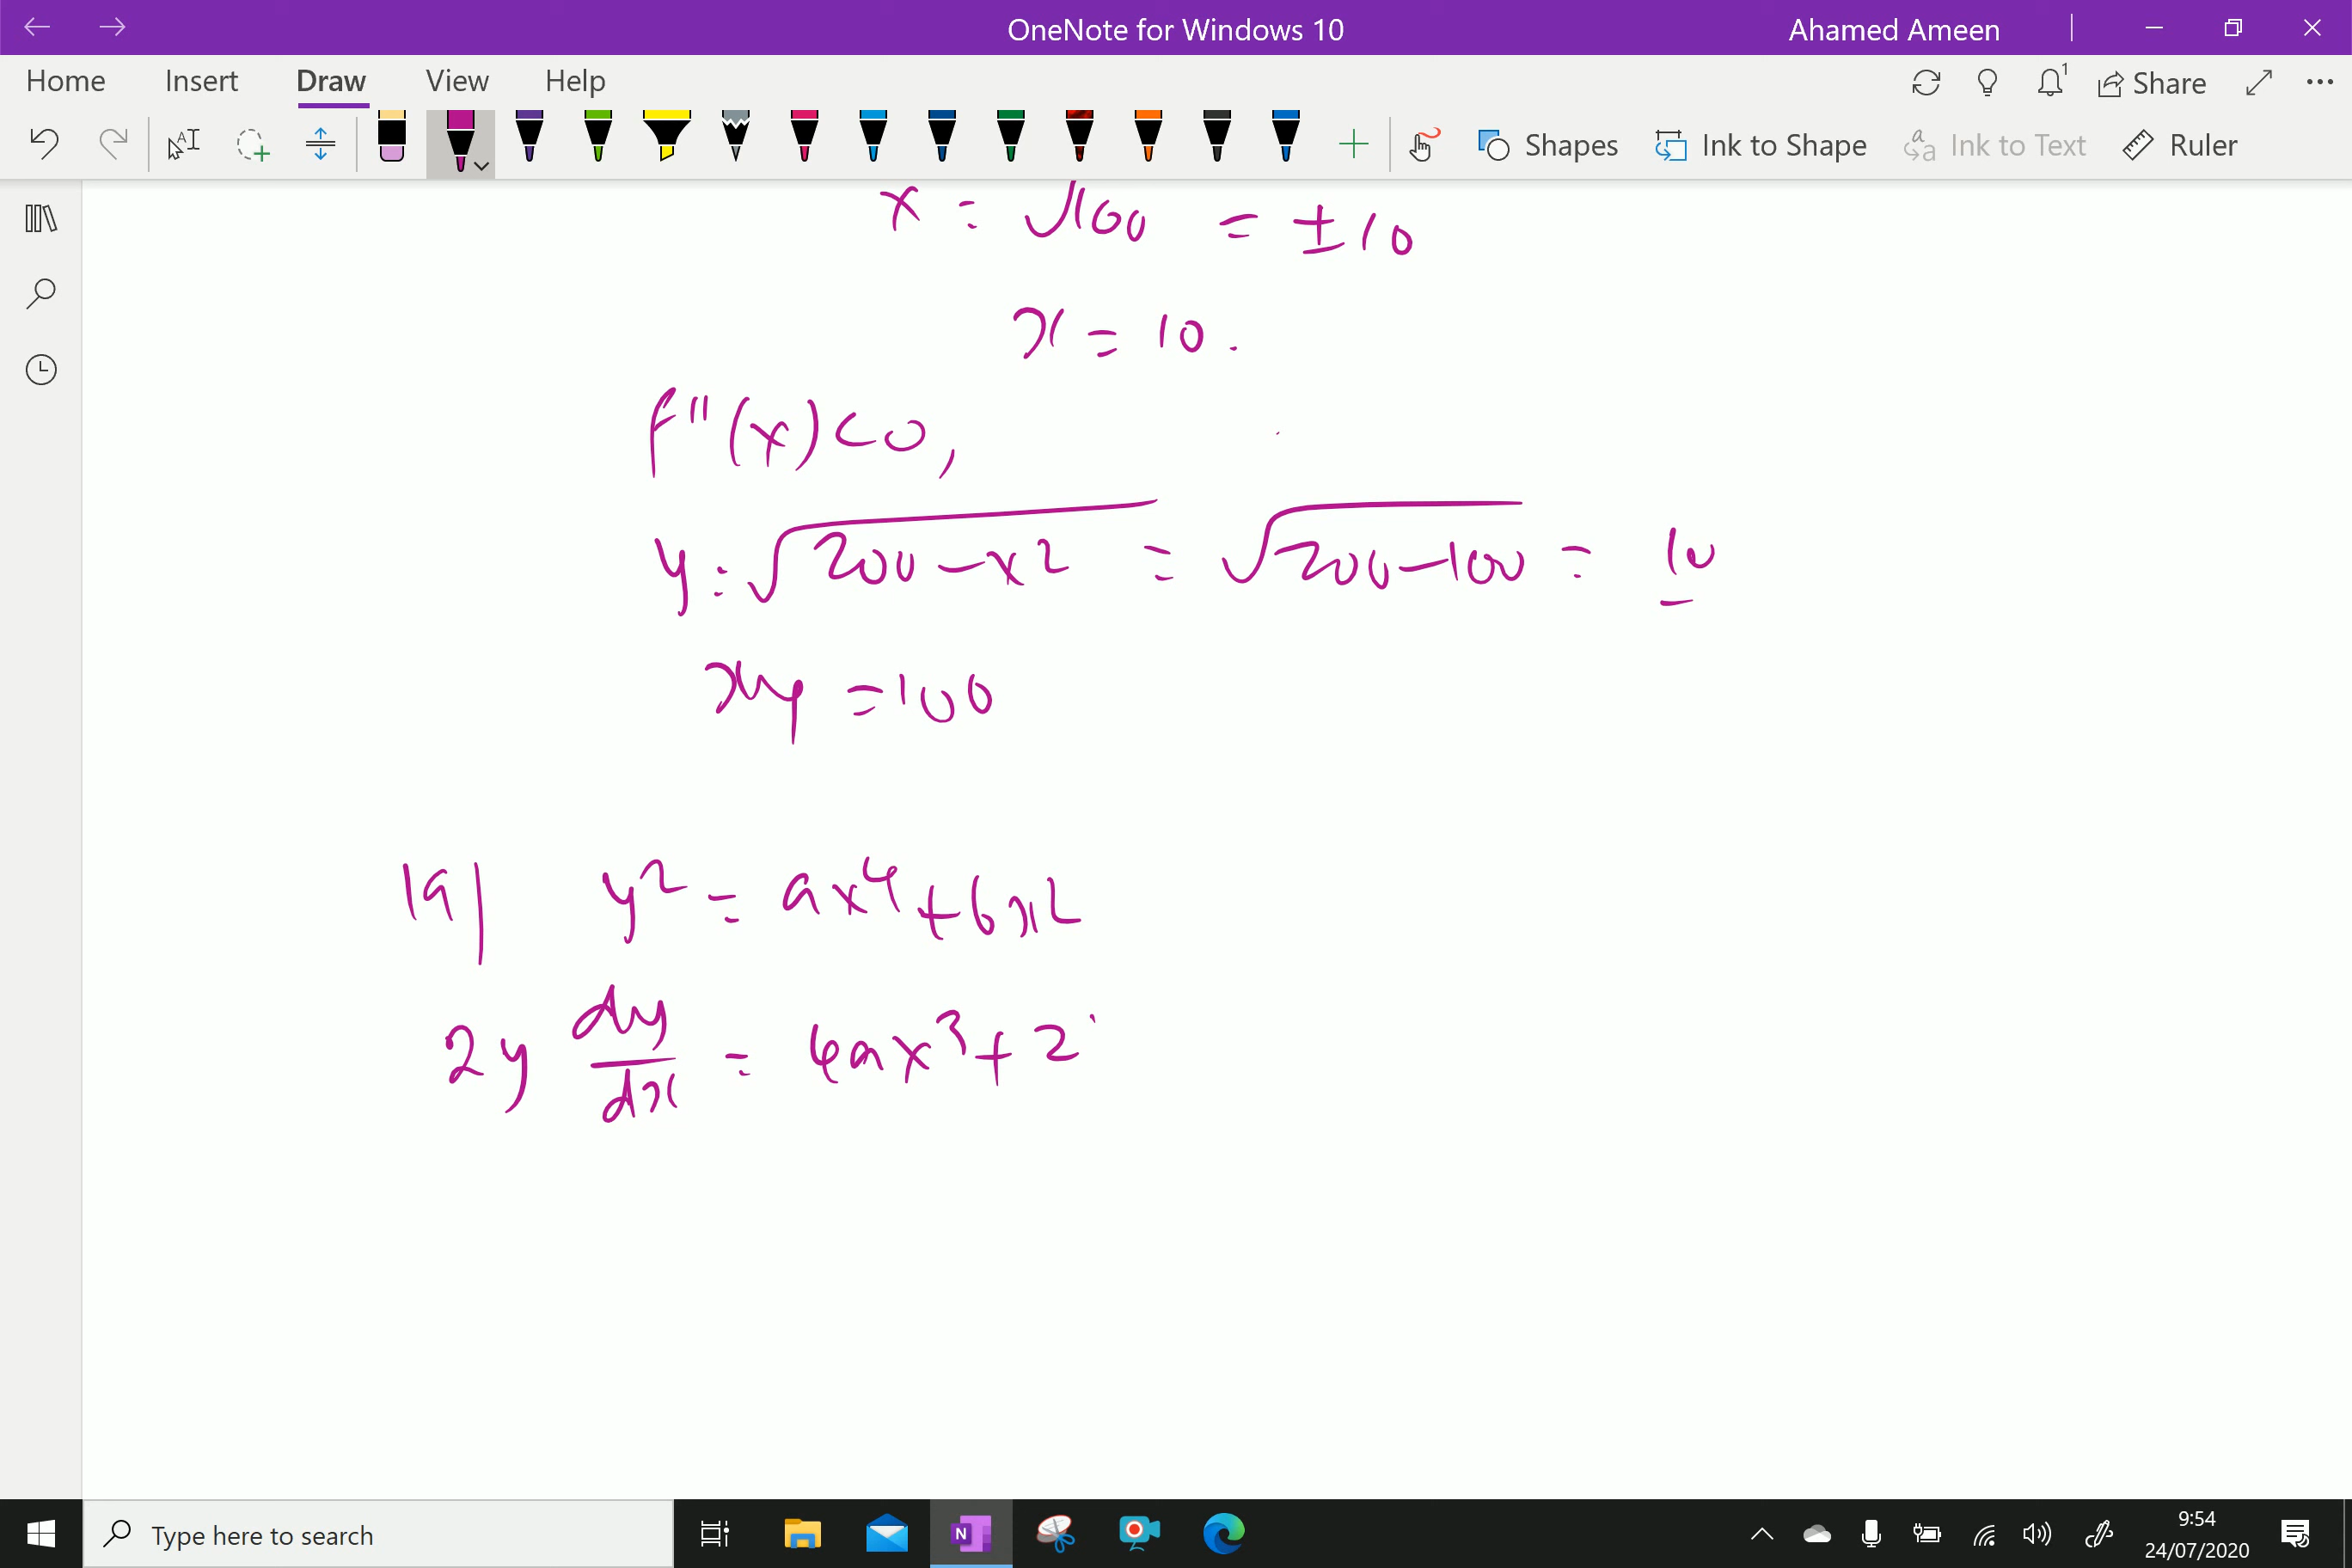 OneNote for Windows 10 Ahamed Ameen
Home Insert Draw View Help 1 Share
Shapes Ink to Shape Ink to Text Ruler
x = √100 = ±10
x = 10.
f''(x) < 0,
y = √200-x2 = √200-100 = 10
xy = 100
19) y2 = ax4 + bx2
2y dy/dx = 4ax3 + 2
Type here to search
9:54
24/07/2020